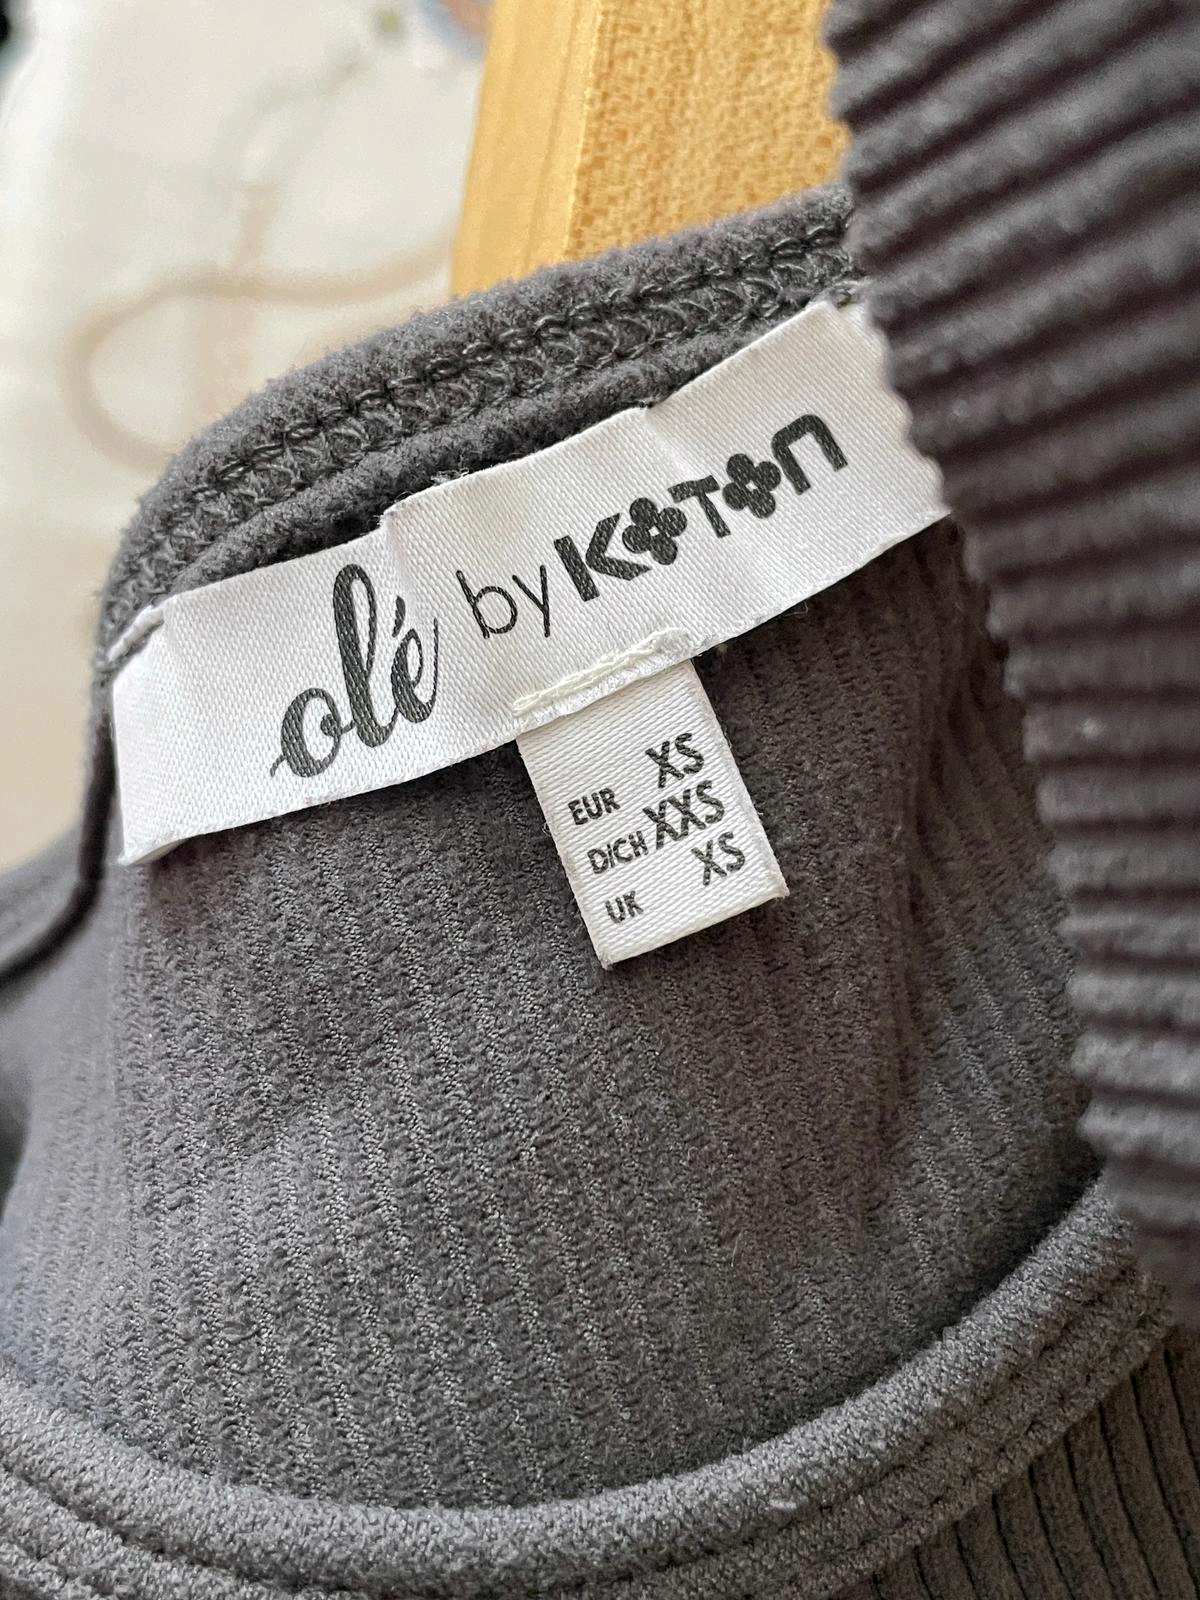 olé by KOTON
EUR XS
DICH XXS
UK XS